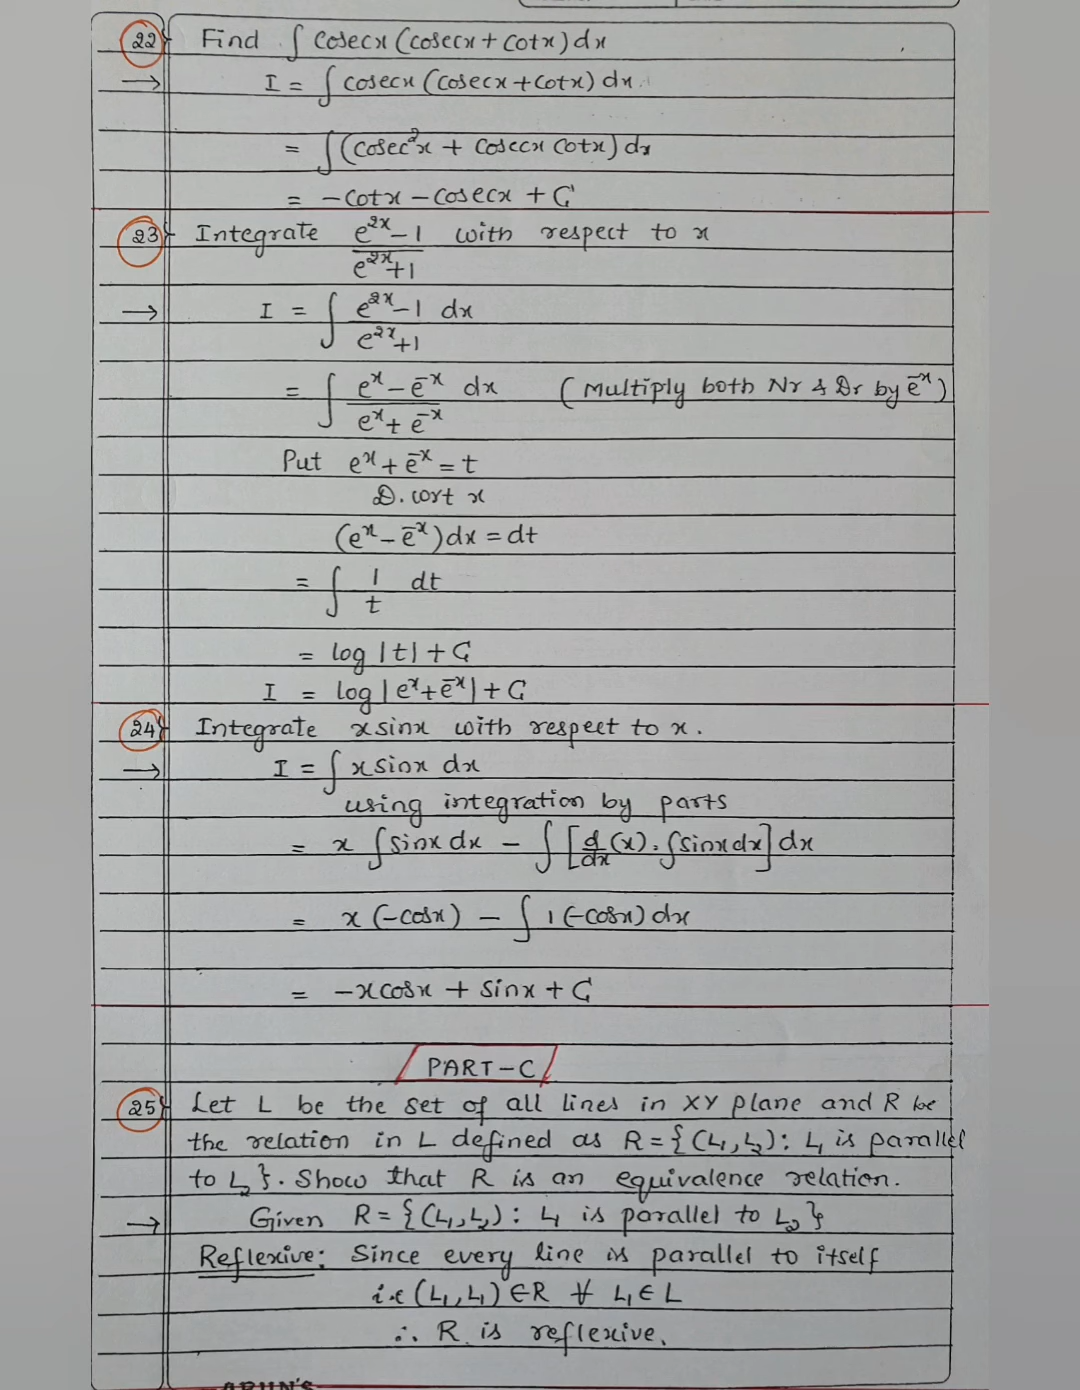 22 Find ∫ cosecx (cosecx + cotx) dx
→ I = ∫ cosecx (cosecx + cotx) dx
= ∫ (cosec²x + cosecx cotx) dx
= -cotx - cosecx + C
23 Integrate (e^{2x}-1)/(e^{2x}+1) with respect to x
→ I = ∫ (e^{2x}-1)/(e^{2x}+1) dx
= ∫ (e^x - e^{-x})/(e^x + e^{-x}) dx (Multiply both Nr & Dr by e^{-x})
Put e^x + e^{-x} = t
D. wrt x
(e^x - e^{-x}) dx = dt
= ∫ 1/t dt
= log |t| + C
I = log |e^x + e^{-x}| + C
24 Integrate x sinx with respect to x.
→ I = ∫ x sinx dx
using integration by parts
= x ∫ sinx dx - ∫ [d/dx (x) . ∫ sinx dx] dx
= x (-cosx) - ∫ 1 (-cosx) dx
= -x cosx + sinx + C
PART-C
25 Let L be the set of all lines in XY plane and R be
the relation in L defined as R = {(L₁, L₂) : L₁ is parallel
to L₂}. Show that R is an equivalence relation.
→ Given R = {(L₁, L₂) : L₁ is parallel to L₂}
Reflexive: Since every line is parallel to itself
i.e (L₁, L₁) ∈ R ∀ L₁ ∈ L
∴ R is reflexive.
ARUN'S